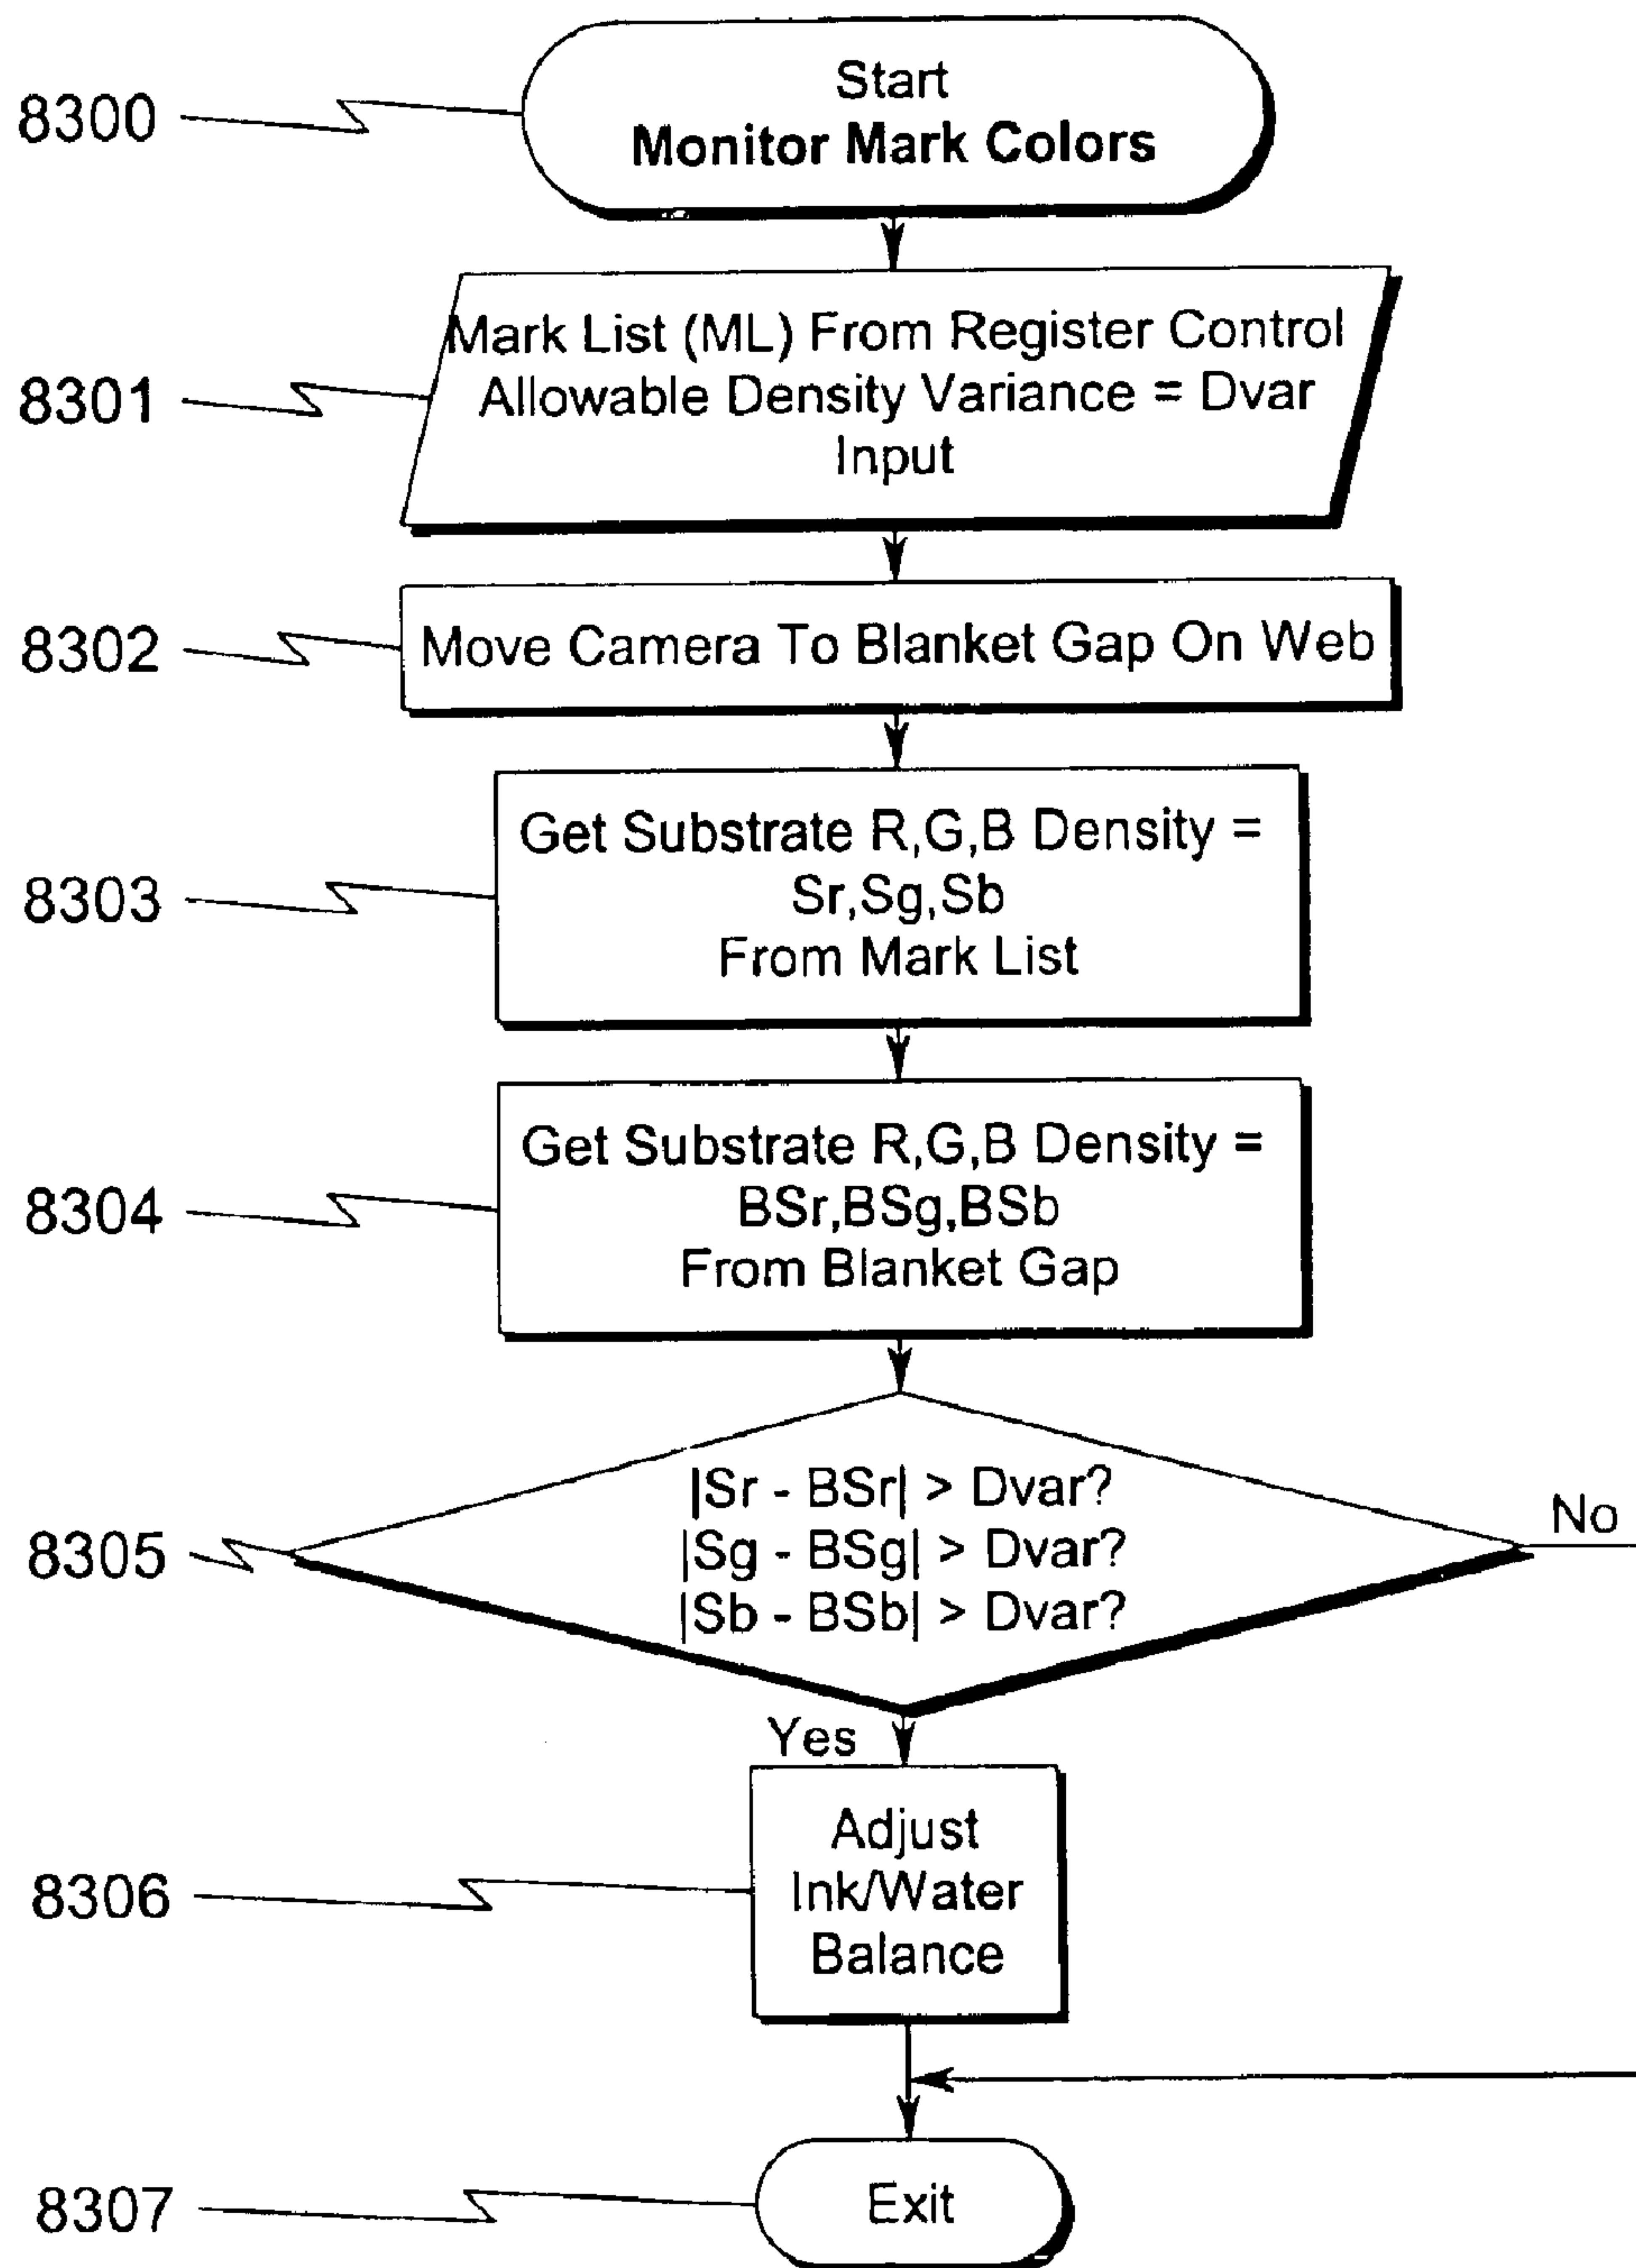 8300
Start
Monitor Mark Colors
8301
Mark List (ML) From Register Control
Allowable Density Variance = Dvar
Input
8302
Move Camera To Blanket Gap On Web
8303
Get Substrate R,G,B Density =
Sr,Sg,Sb
From Mark List
8304
Get Substrate R,G,B Density =
BSr,BSg,BSb
From Blanket Gap
8305
|Sr - BSr| > Dvar?
|Sg - BSg| > Dvar?
|Sb - BSb| > Dvar?
No
Yes
8306
Adjust
Ink/Water
Balance
8307
Exit